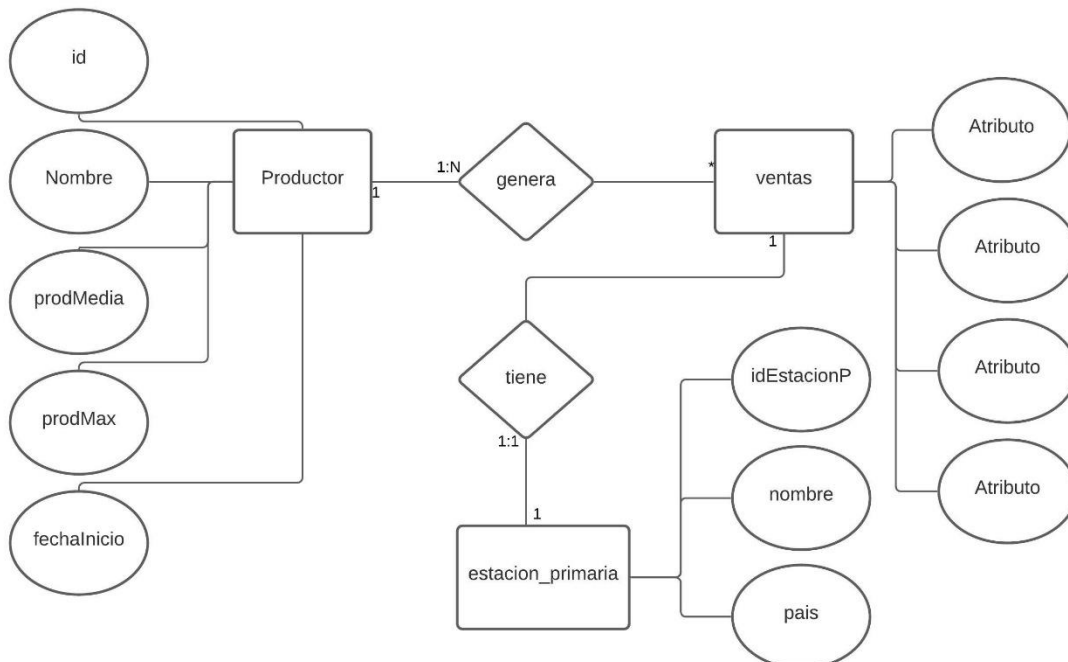 id
Nombre
Productor
1:N
1
genera
*
ventas
Atributo
prodMedia
1
Atributo
prodMax
tiene
1:1
idEstacionP
Atributo
fechaInicio
1
nombre
Atributo
estacion_primaria
pais